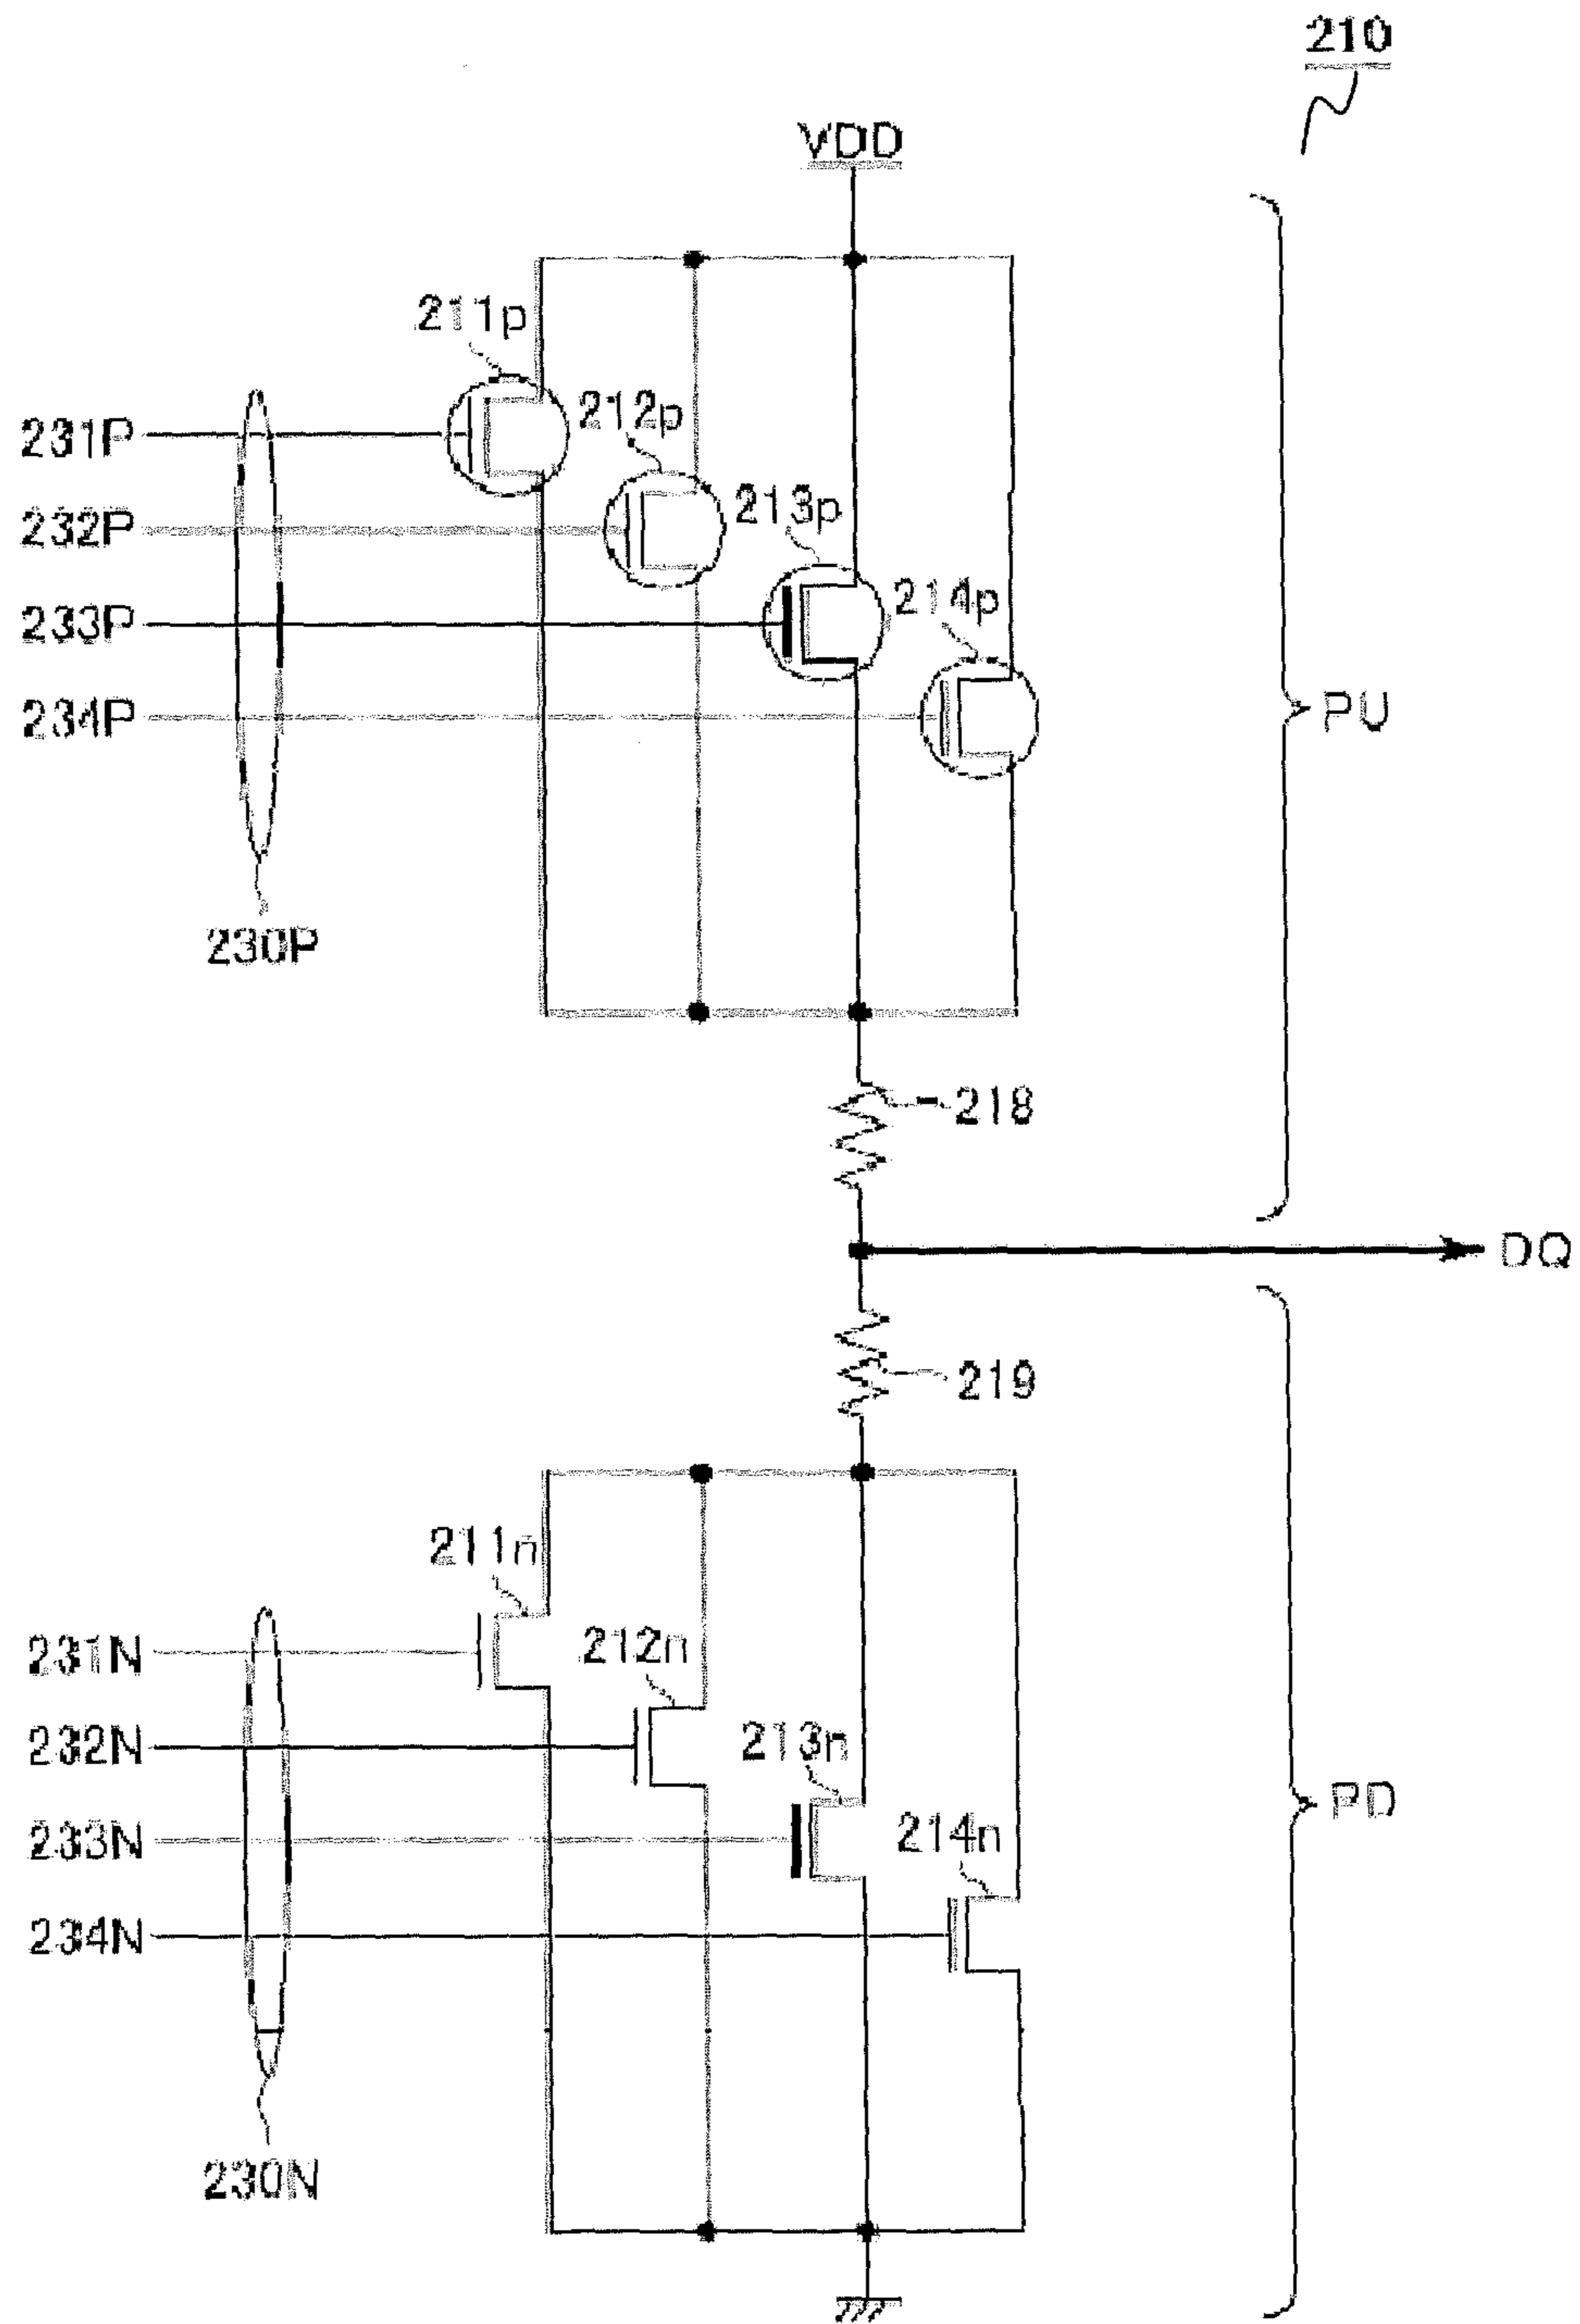 210
VDD
211p
231P
212p
232P
213p
233P
214p
234P
PU
230P
218
DQ
219
211n
231N
212n
232N
213n
PD
233N
214n
234N
230N